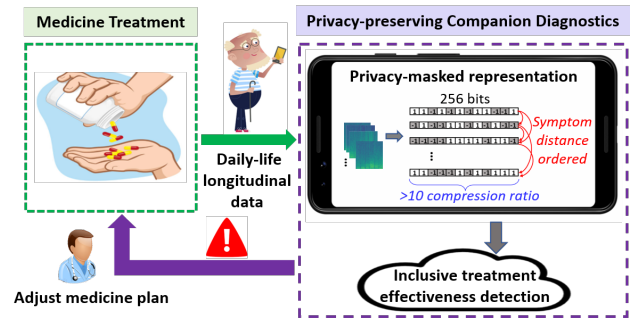 Medicine Treatment
Privacy-preserving Companion Diagnostics
Privacy-masked representation
256 bits
Symptom
distance
ordered
...
>10 compression ratio
Daily-life
longitudinal
data
Adjust medicine plan
Inclusive treatment
effectiveness detection